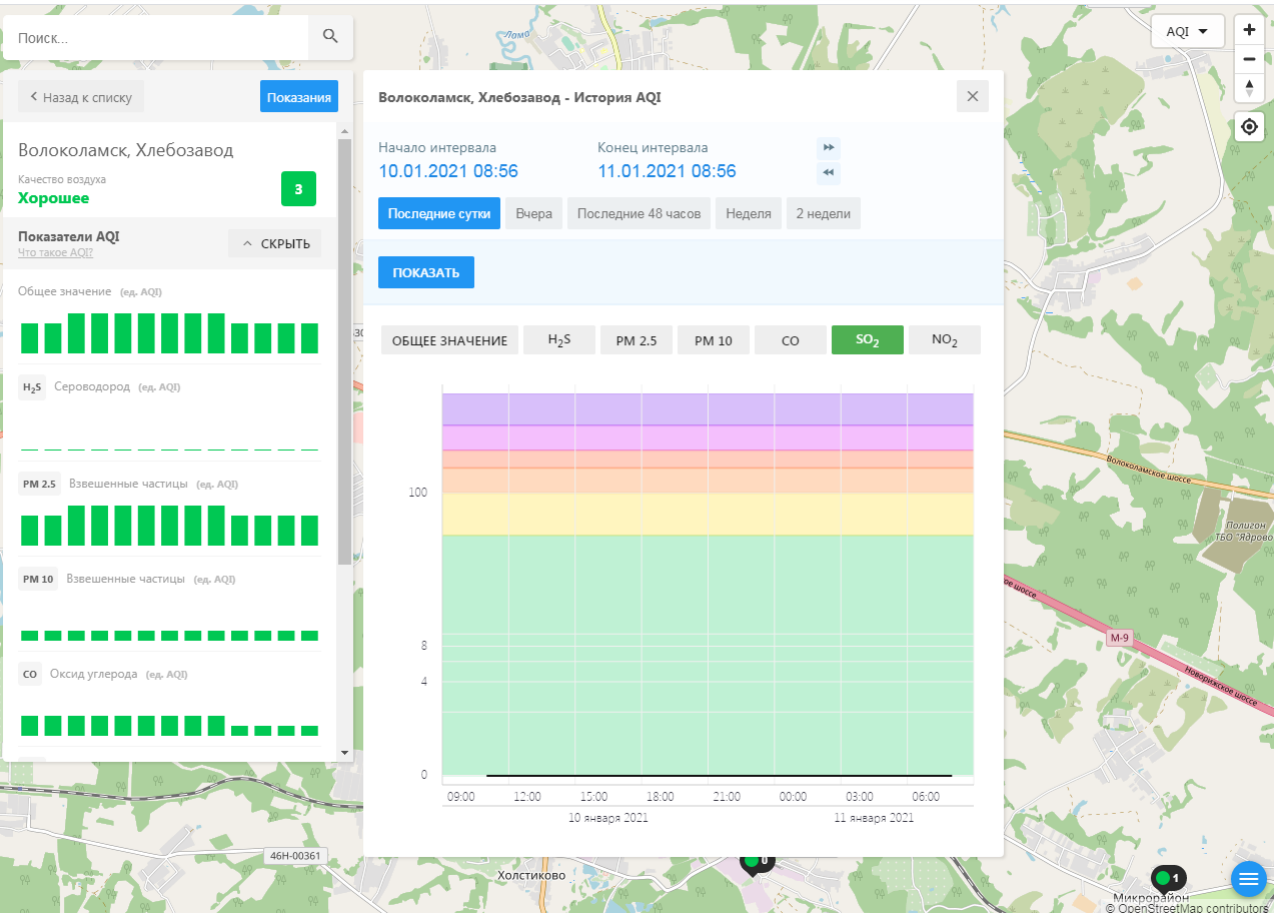 Поиск...
AQI
Лама
Назад к списку
Показания
Волоколамск, Хлебозавод
Качество воздуха
Хорошее
3
Показатели AQI
Что такое AQI?
СКРЫТЬ
Общее значение (ед. AQI)
H₂S Сероводород (ед. AQI)
PM 2.5 Взвешенные частицы (ед. AQI)
PM 10 Взвешенные частицы (ед. AQI)
CO Оксид углерода (ед. AQI)
Волоколамск, Хлебозавод - История AQI
Начало интервала
10.01.2021 08:56
Конец интервала
11.01.2021 08:56
Последние сутки
Вчера
Последние 48 часов
Неделя
2 недели
ПОКАЗАТЬ
ОБЩЕЕ ЗНАЧЕНИЕ
H₂S
PM 2.5
PM 10
CO
SO₂
NO₂
100
8
4
0
09:00 12:00 15:00 18:00 21:00 00:00 03:00 06:00
10 января 2021 11 января 2021
Волоколамское шоссе
Полигон
ТБО "Ядрово
М-9
Новорижское шоссе
46Н-00361
Холстиково
0
1
Микрорайон
© OpenStreetMap contributors